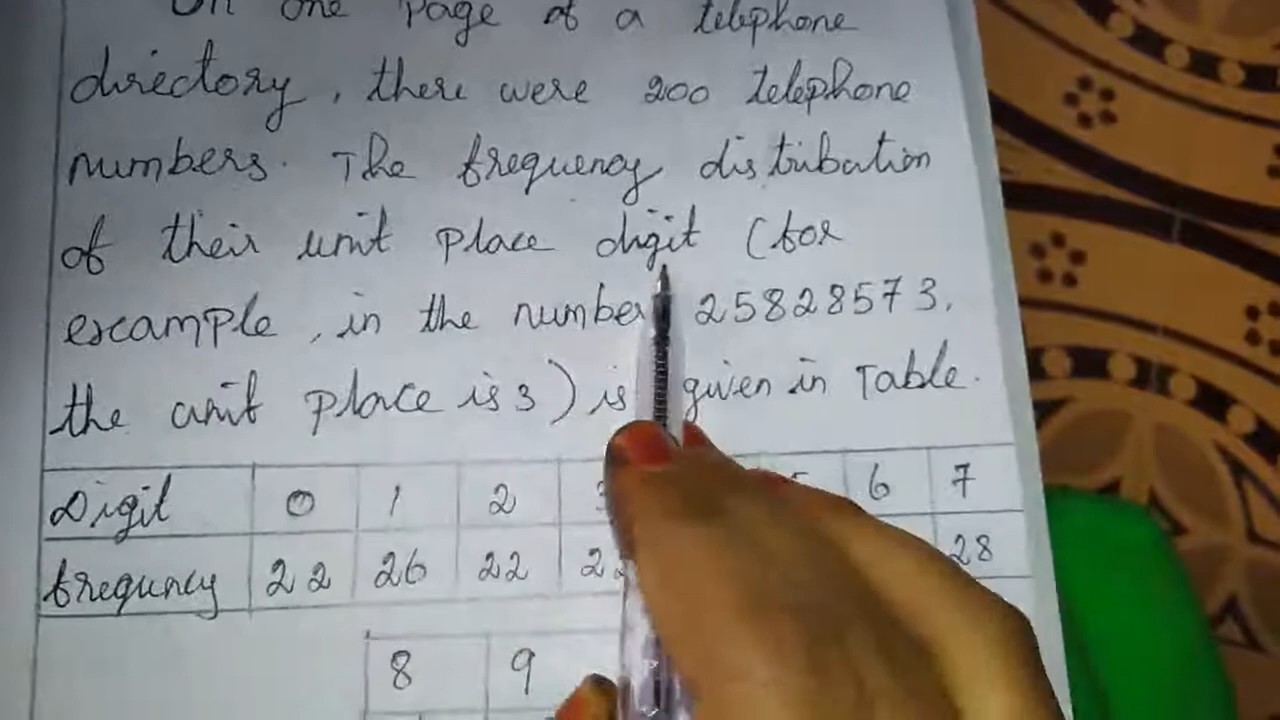 On one page of a telephone
directory, there were 200 telephone
numbers. The frequency distribution
of their unit place digit (for
example, in the number 25828573,
the unit place is 3) is given in Table.
Digit 0 1 2 3 6 7
frequncy 22 26 22 28
8 9